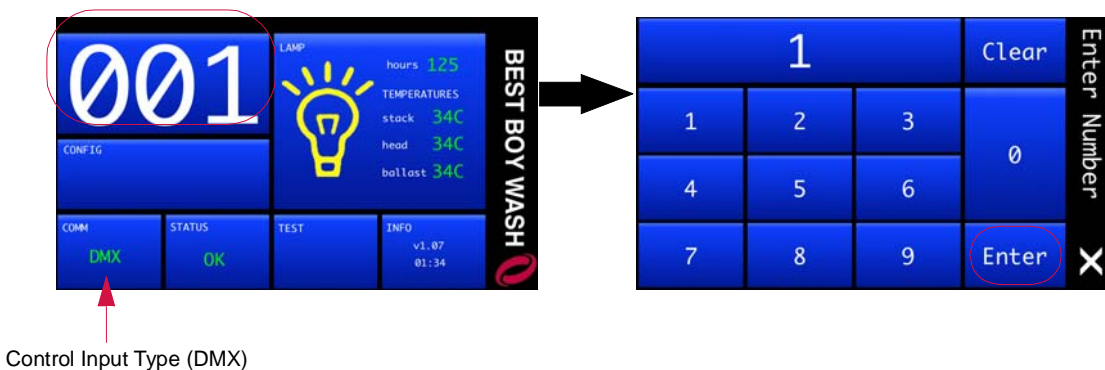 001
LAMP
hours 125
TEMPERATURES
stack 34C
head 34C
ballast 34C
CONFIG
COMM
DMX
STATUS
OK
TEST
INFO
v1.07
01:34
BEST BOY WASH
1
Clear
1 2 3
0
4 5 6
7 8 9
Enter
Enter Number
X
Control Input Type (DMX)